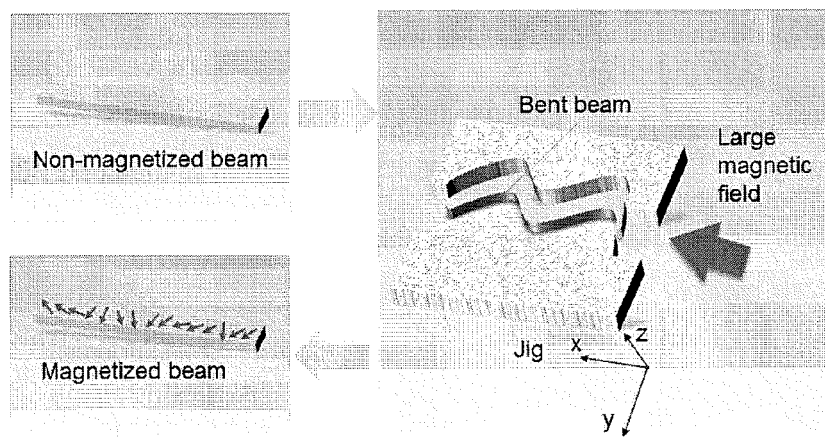 Non-magnetized beam
Bent beam
Large
magnetic
field
Magnetized beam
Jig
x
z
y